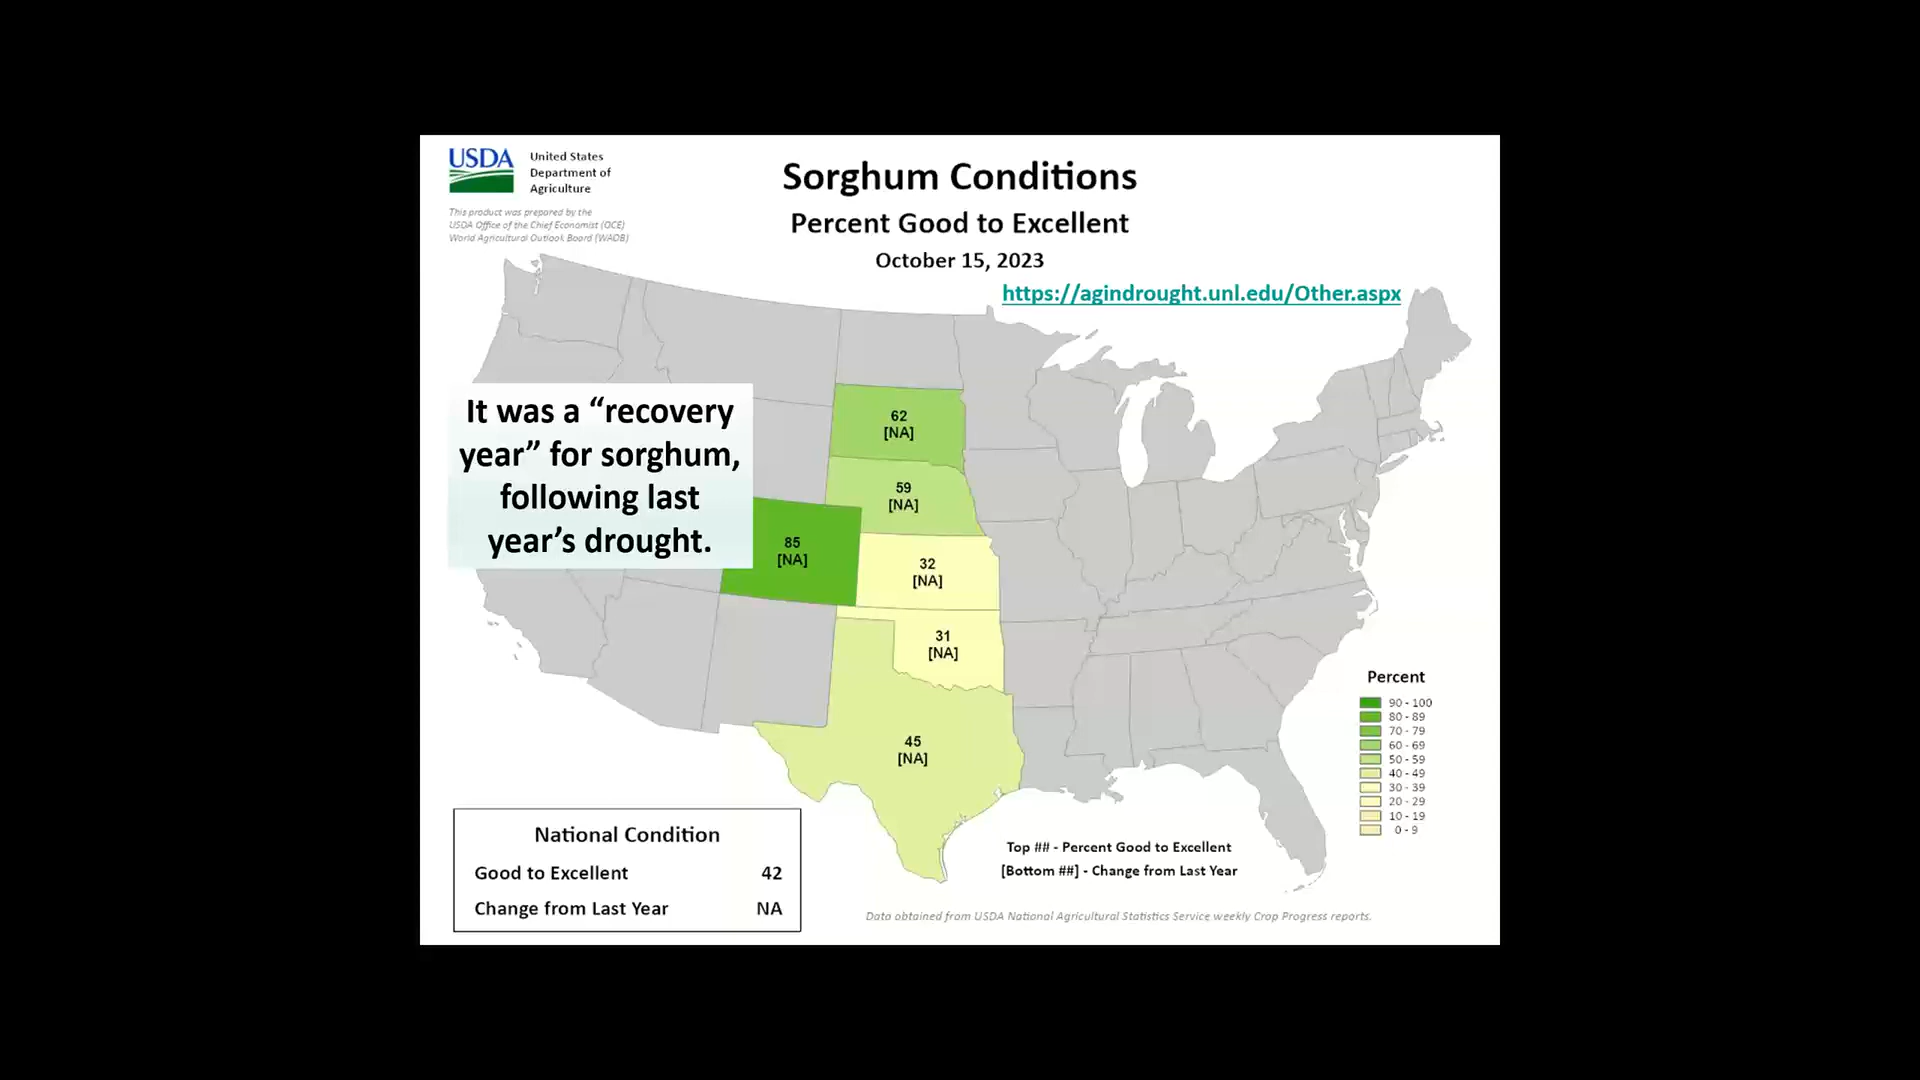 USDA
United States
Department of
Agriculture
This product was prepared by the
USDA Office of the Chief Economist (OCE)
World Agricultural Outlook Board (WAOB)
Sorghum Conditions
Percent Good to Excellent
October 15, 2023
https://agindrought.unl.edu/Other.aspx
It was a “recovery
year” for sorghum,
following last
year’s drought.
62
[NA]
59
[NA]
85
[NA]
32
[NA]
31
[NA]
45
[NA]
Percent
90 - 100
80 - 89
70 - 79
60 - 69
50 - 59
40 - 49
30 - 39
20 - 29
10 - 19
0 - 9
National Condition
Good to Excellent 42
Change from Last Year NA
Top ## - Percent Good to Excellent
[Bottom ##] - Change from Last Year
Data obtained from USDA National Agricultural Statistics Service weekly Crop Progress reports.